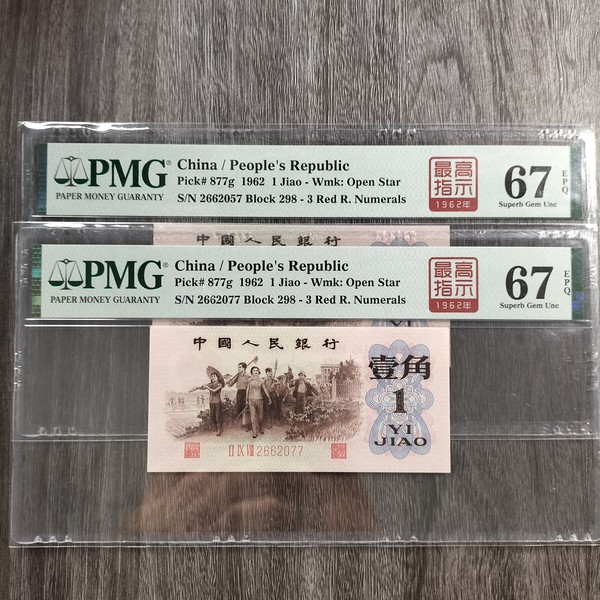 PMG
PAPER MONEY GUARANTY
China / People's Republic
Pick# 877g 1962 1 Jiao - Wmk: Open Star
S/N 2662057 Block 298 - 3 Red R. Numerals
最高
指示
1962年
67
EPQ
Superb Gem Unc
中國人民銀行
PMG
PAPER MONEY GUARANTY
China / People's Republic
Pick# 877g 1962 1 Jiao - Wmk: Open Star
S/N 2662077 Block 298 - 3 Red R. Numerals
最高
指示
1962年
67
EPQ
Superb Gem Unc
YI
中國人民銀行
壹角
1
YI
JIAO
II IX VIII 2662077